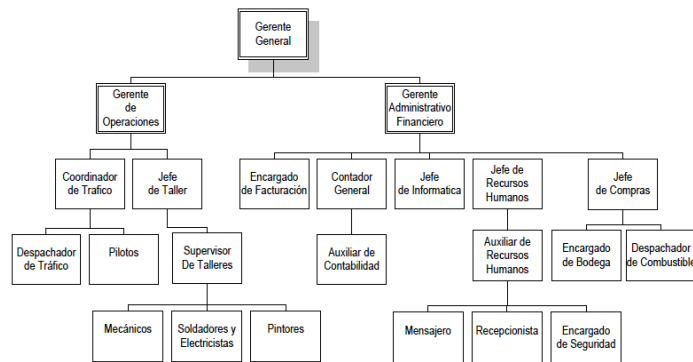 Gerente
General
Gerente
de
Operaciones
Gerente
Administrativo
Financiero
Coordinador
de Trafico
Jefe
de Taller
Encargado
de Facturación
Contador
General
Jefe
de Informatica
Jefe de
Recursos
Humanos
Jefe
de Compras
Despachador
de Tráfico
Pilotos
Supervisor
De Talleres
Auxiliar de
Contabilidad
Auxiliar de
Recursos
Humanos
Encargado
de Bodega
Despachador
de Combustible
Mecánicos
Soldadores y
Electricistas
Pintores
Mensajero
Recepcionista
Encargado
de Seguridad